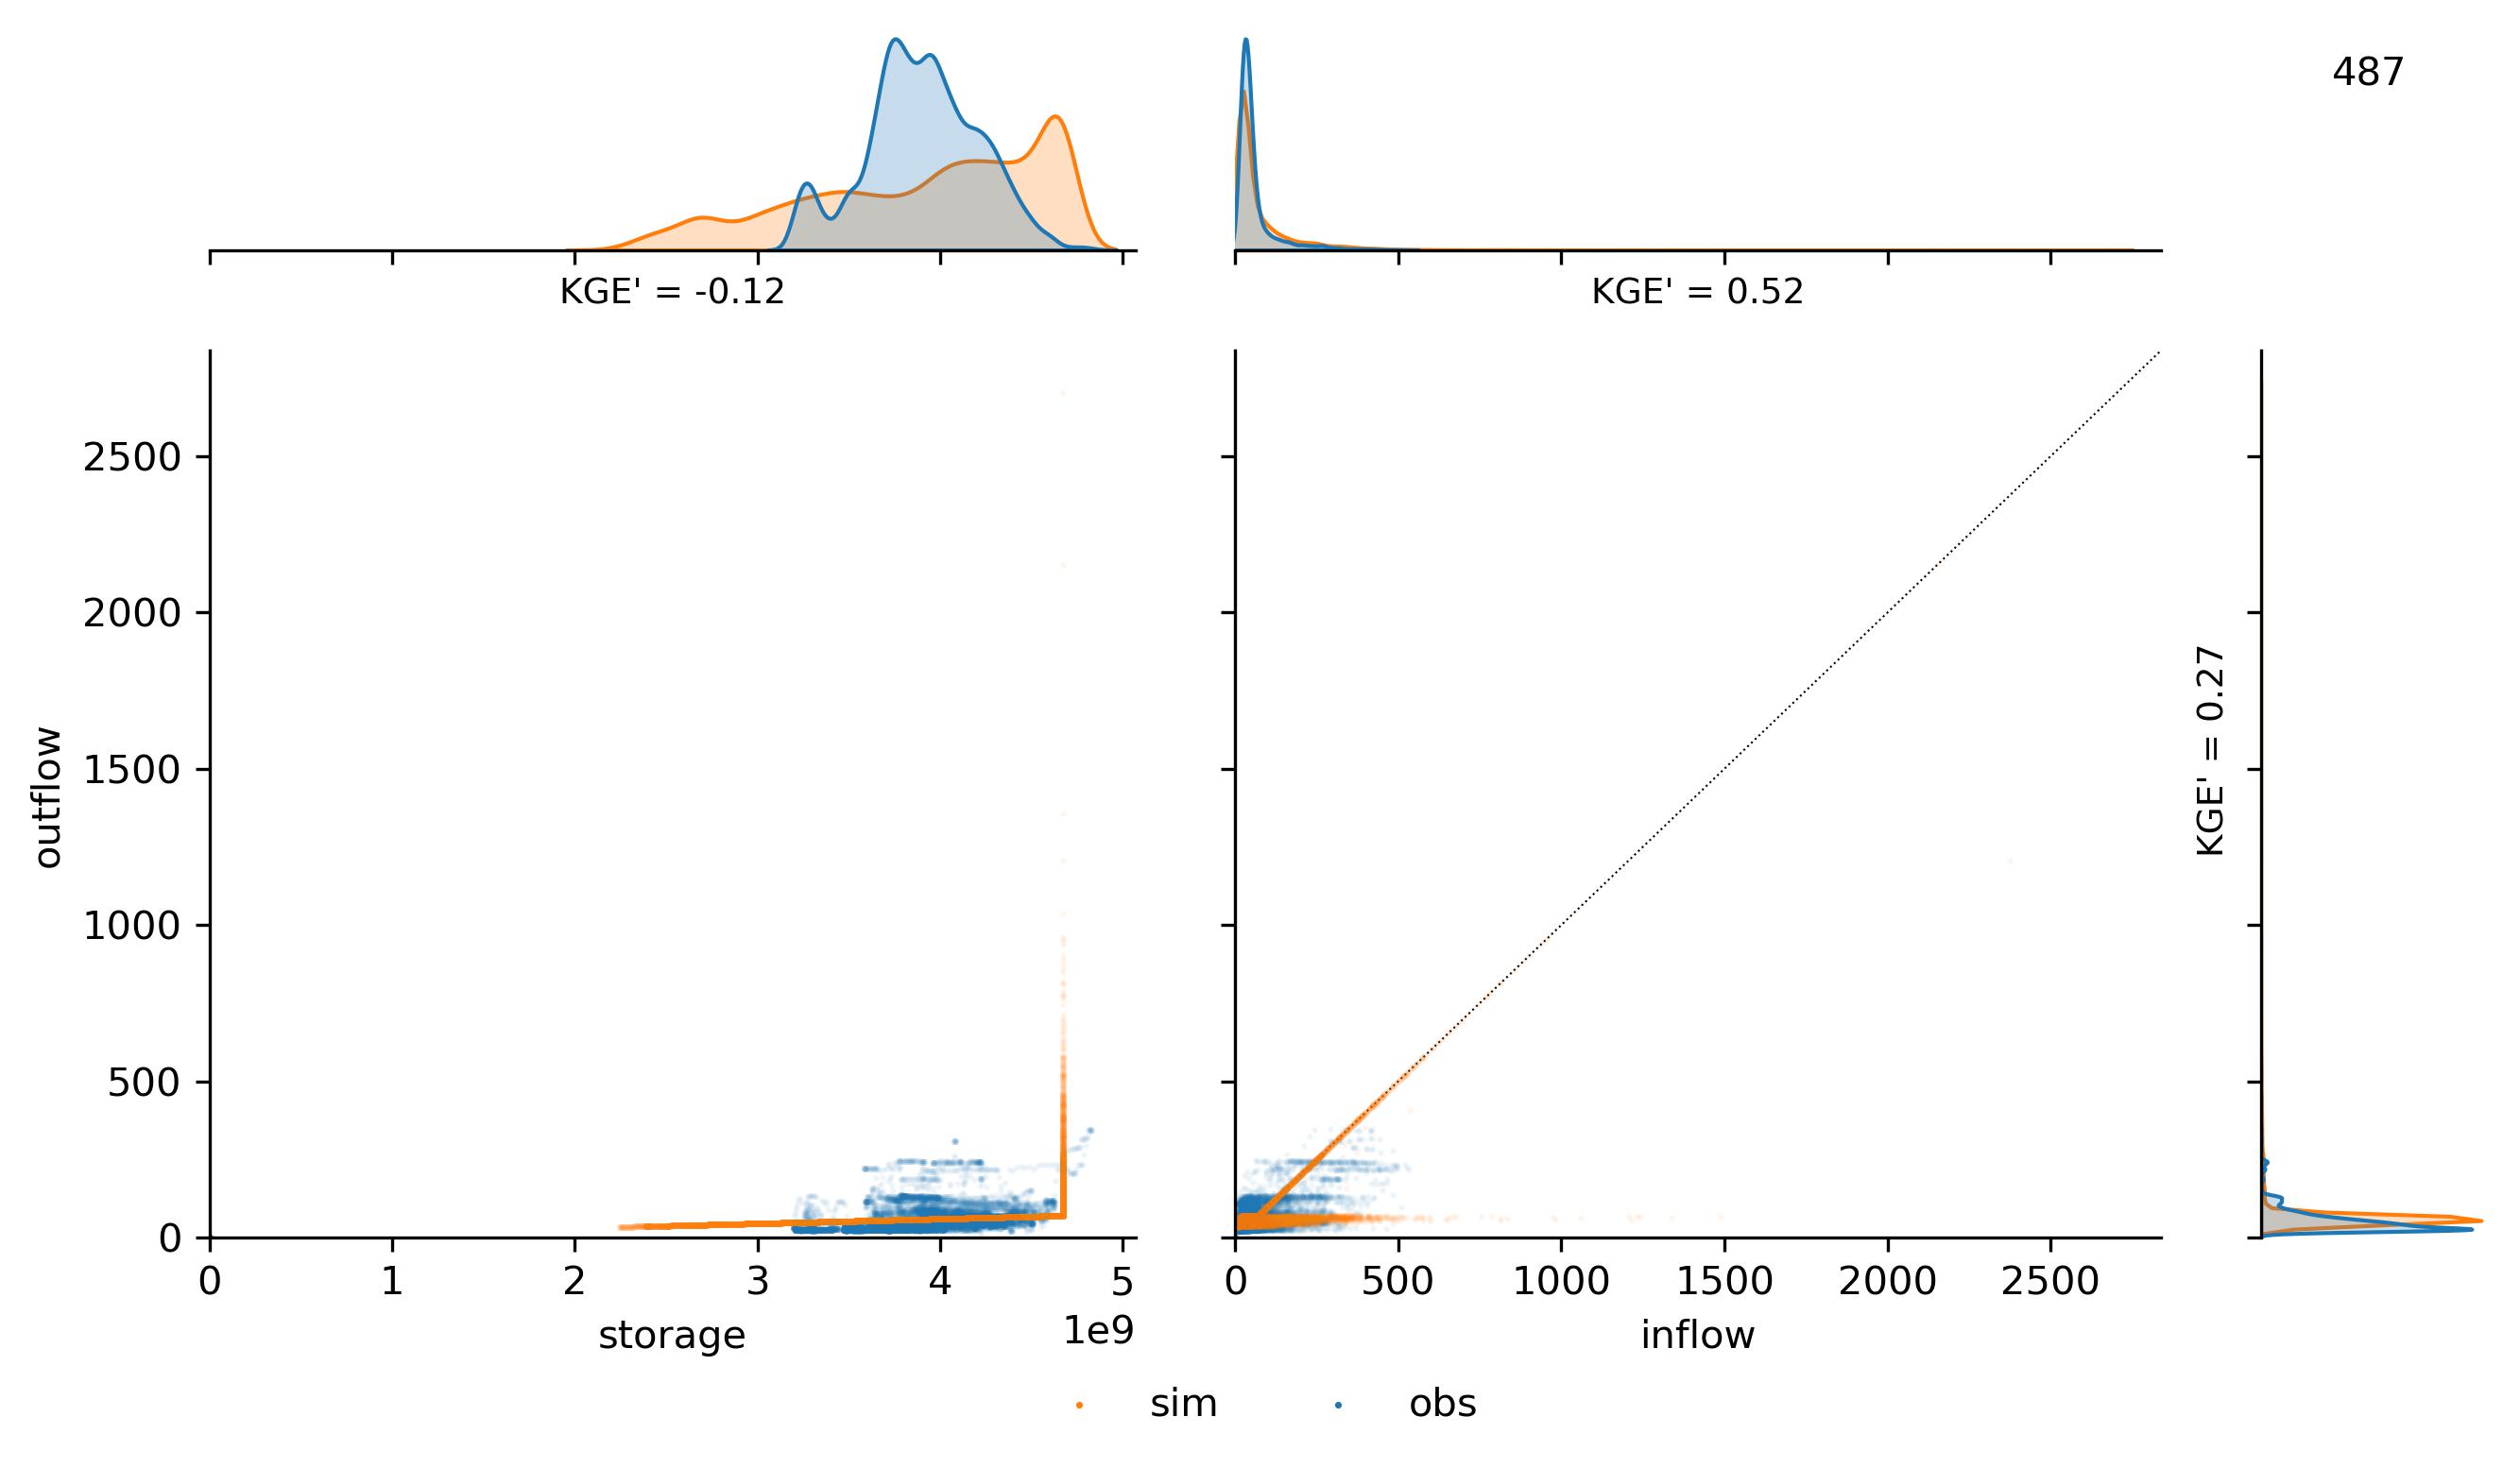 487
KGE' = -0.12
KGE' = 0.52
outflow
2500
2000
1500
1000
500
0
KGE' = 0.27
0 1 2 3 4 5
1e9
storage
0 500 1000 1500 2000 2500
inflow
sim obs